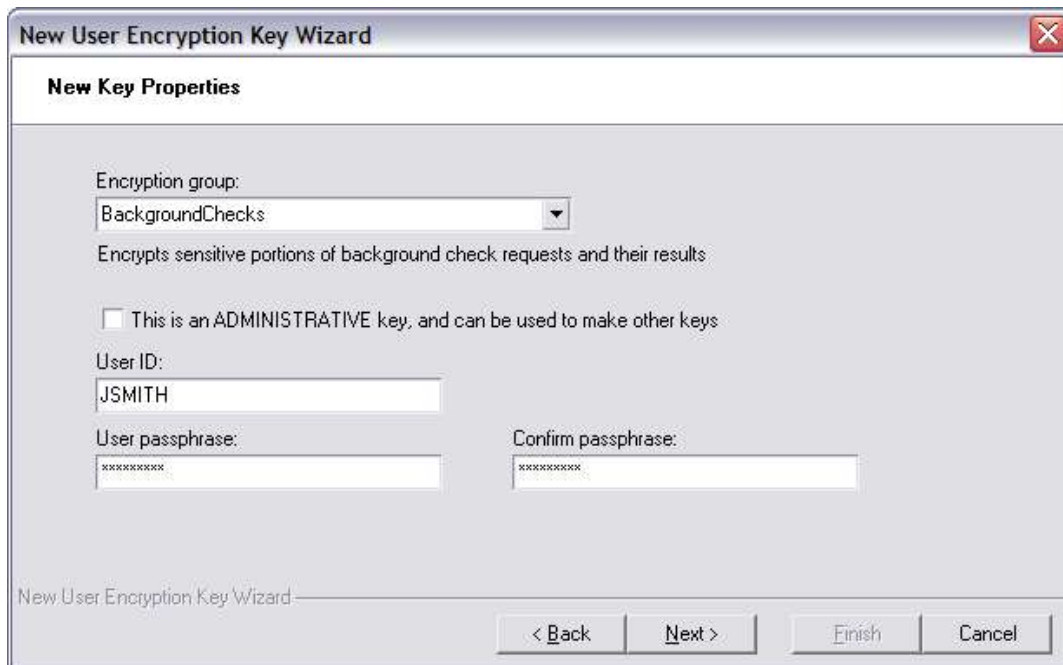 New User Encryption Key Wizard
New Key Properties
Encryption group:
BackgroundChecks
Encrypts sensitive portions of background check requests and their results
This is an ADMINISTRATIVE key, and can be used to make other keys
User ID:
JSMITH
User passphrase: Confirm passphrase:
********* *********
New User Encryption Key Wizard
< Back Next > Finish Cancel